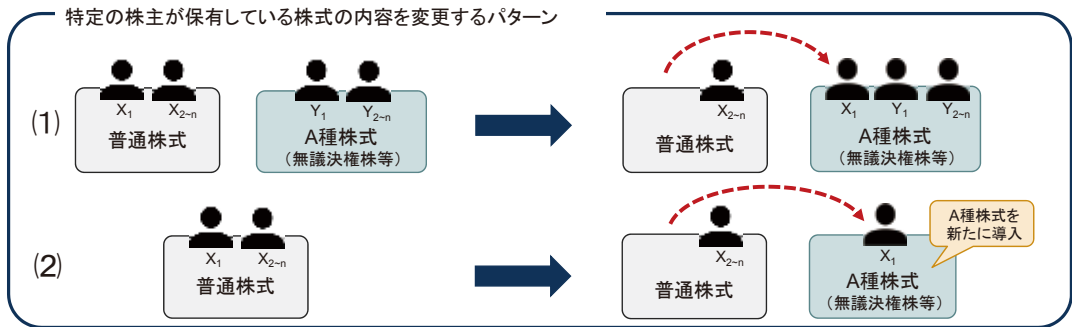 特定の株主が保有している株式の内容を変更するパターン
(1)
X1 X2~n
普通株式
Y1 Y2~n
A種株式
(無議決権株等)
X2~n
普通株式
X1 Y1 Y2~n
A種株式
(無議決権株等)
(2)
X1 X2~n
普通株式
X2~n
普通株式
X1
A種株式
(無議決権株等)
A種株式を
新たに導入